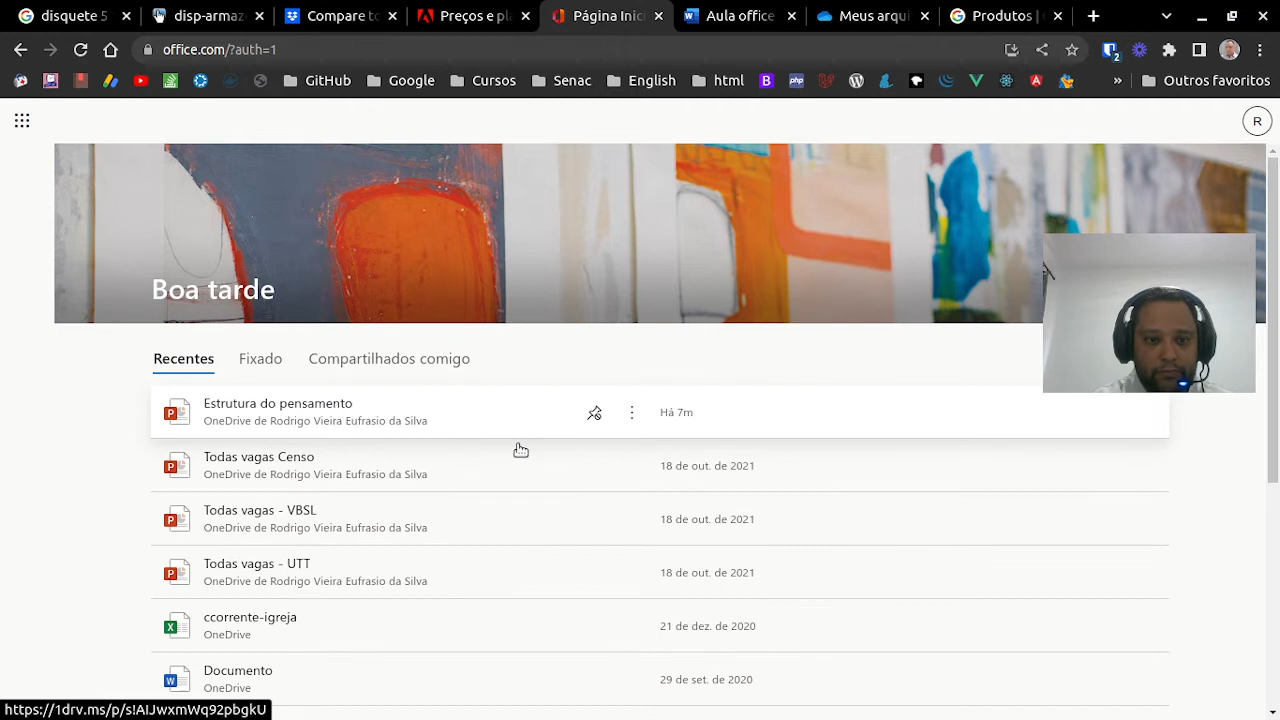 disquete 5
disp-armaz
Compare to
Preços e pla
Página Inici
Aula office
Meus arqui
Produtos |
office.com/?auth=1
2
GitHub
Google
Cursos
Senac
English
html
»
Outros favoritos
R
Boa tarde
Recentes
Fixado
Compartilhados comigo
Estrutura do pensamento
OneDrive de Rodrigo Vieira Eufrasio da Silva
Há 7m
Todas vagas Censo
OneDrive de Rodrigo Vieira Eufrasio da Silva
18 de out. de 2021
Todas vagas - VBSL
OneDrive de Rodrigo Vieira Eufrasio da Silva
18 de out. de 2021
Todas vagas - UTT
OneDrive de Rodrigo Vieira Eufrasio da Silva
18 de out. de 2021
ccorrente-igreja
OneDrive
21 de dez. de 2020
Documento
OneDrive
29 de set. de 2020
https://1drv.ms/p/s!AIJwxmWq92pbgkU